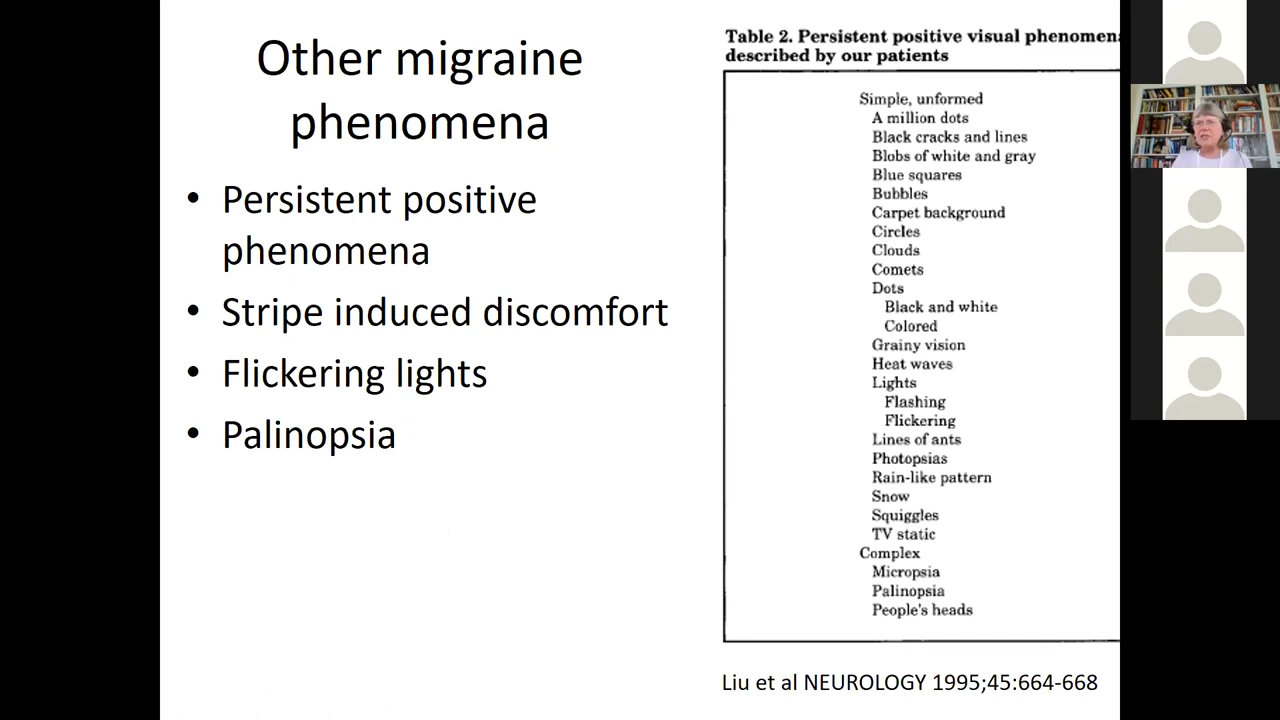 Other migraine
phenomena
• Persistent positive
phenomena
• Stripe induced discomfort
• Flickering lights
• Palinopsia
Table 2. Persistent positive visual phenomen
described by our patients
Simple, unformed
A million dots
Black cracks and lines
Blobs of white and gray
Blue squares
Bubbles
Carpet background
Circles
Clouds
Comets
Dots
Black and white
Colored
Grainy vision
Heat waves
Lights
Flashing
Flickering
Lines of ants
Photopsias
Rain-like pattern
Snow
Squiggles
TV static
Complex
Micropsia
Palinopsia
People's heads
Liu et al NEUROLOGY 1995;45:664-668